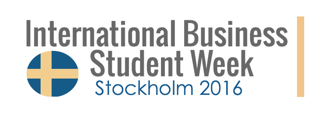 International Business
Student Week
Stockholm 2016